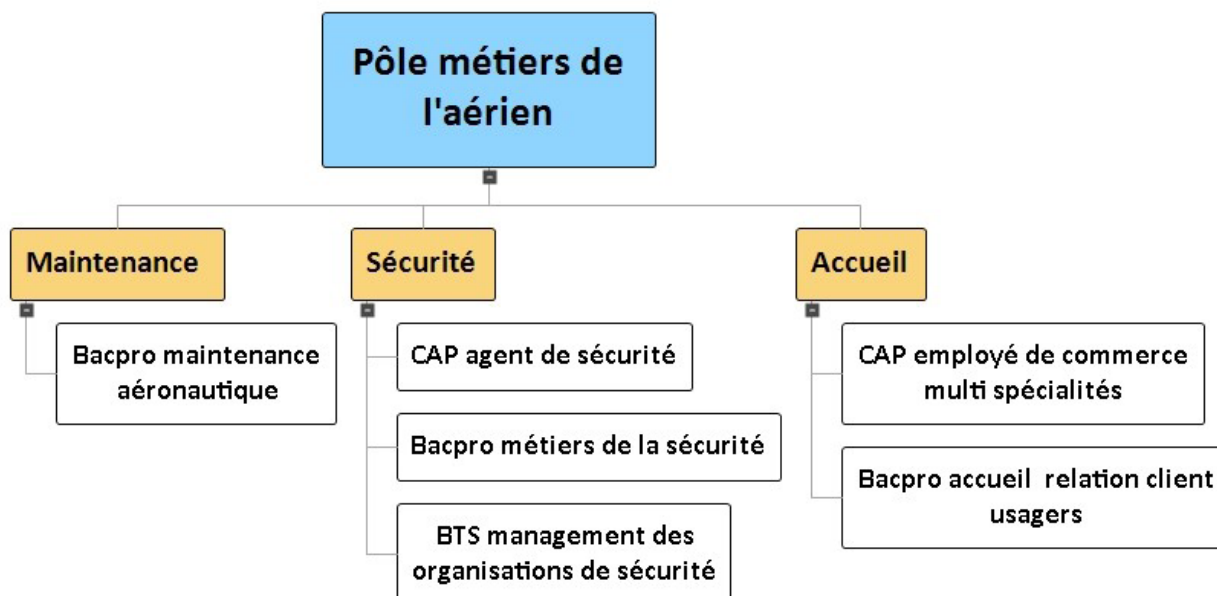 Pôle métiers de
l'aérien
Maintenance
Sécurité
Accueil
Bacpro maintenance
aéronautique
CAP agent de sécurité
Bacpro métiers de la sécurité
BTS management des
organisations de sécurité
CAP employé de commerce
multi spécialités
Bacpro accueil relation client
usagers